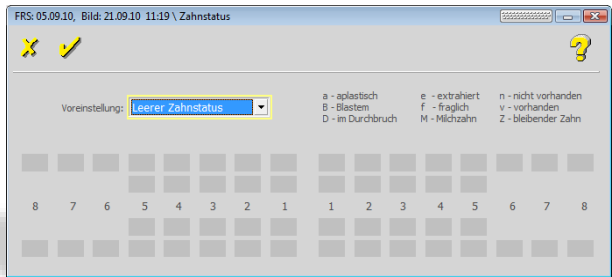 FRS: 05.09.10, Bild: 21.09.10 11:19 \ Zahnstatus
Voreinstellung: Leerer Zahnstatus
a - aplastisch e - extrahiert n - nicht vorhanden
B - Blastem f - fraglich v - vorhanden
D - im Durchbruch M - Milchzahn Z - bleibender Zahn
8 7 6 5 4 3 2 1 1 2 3 4 5 6 7 8